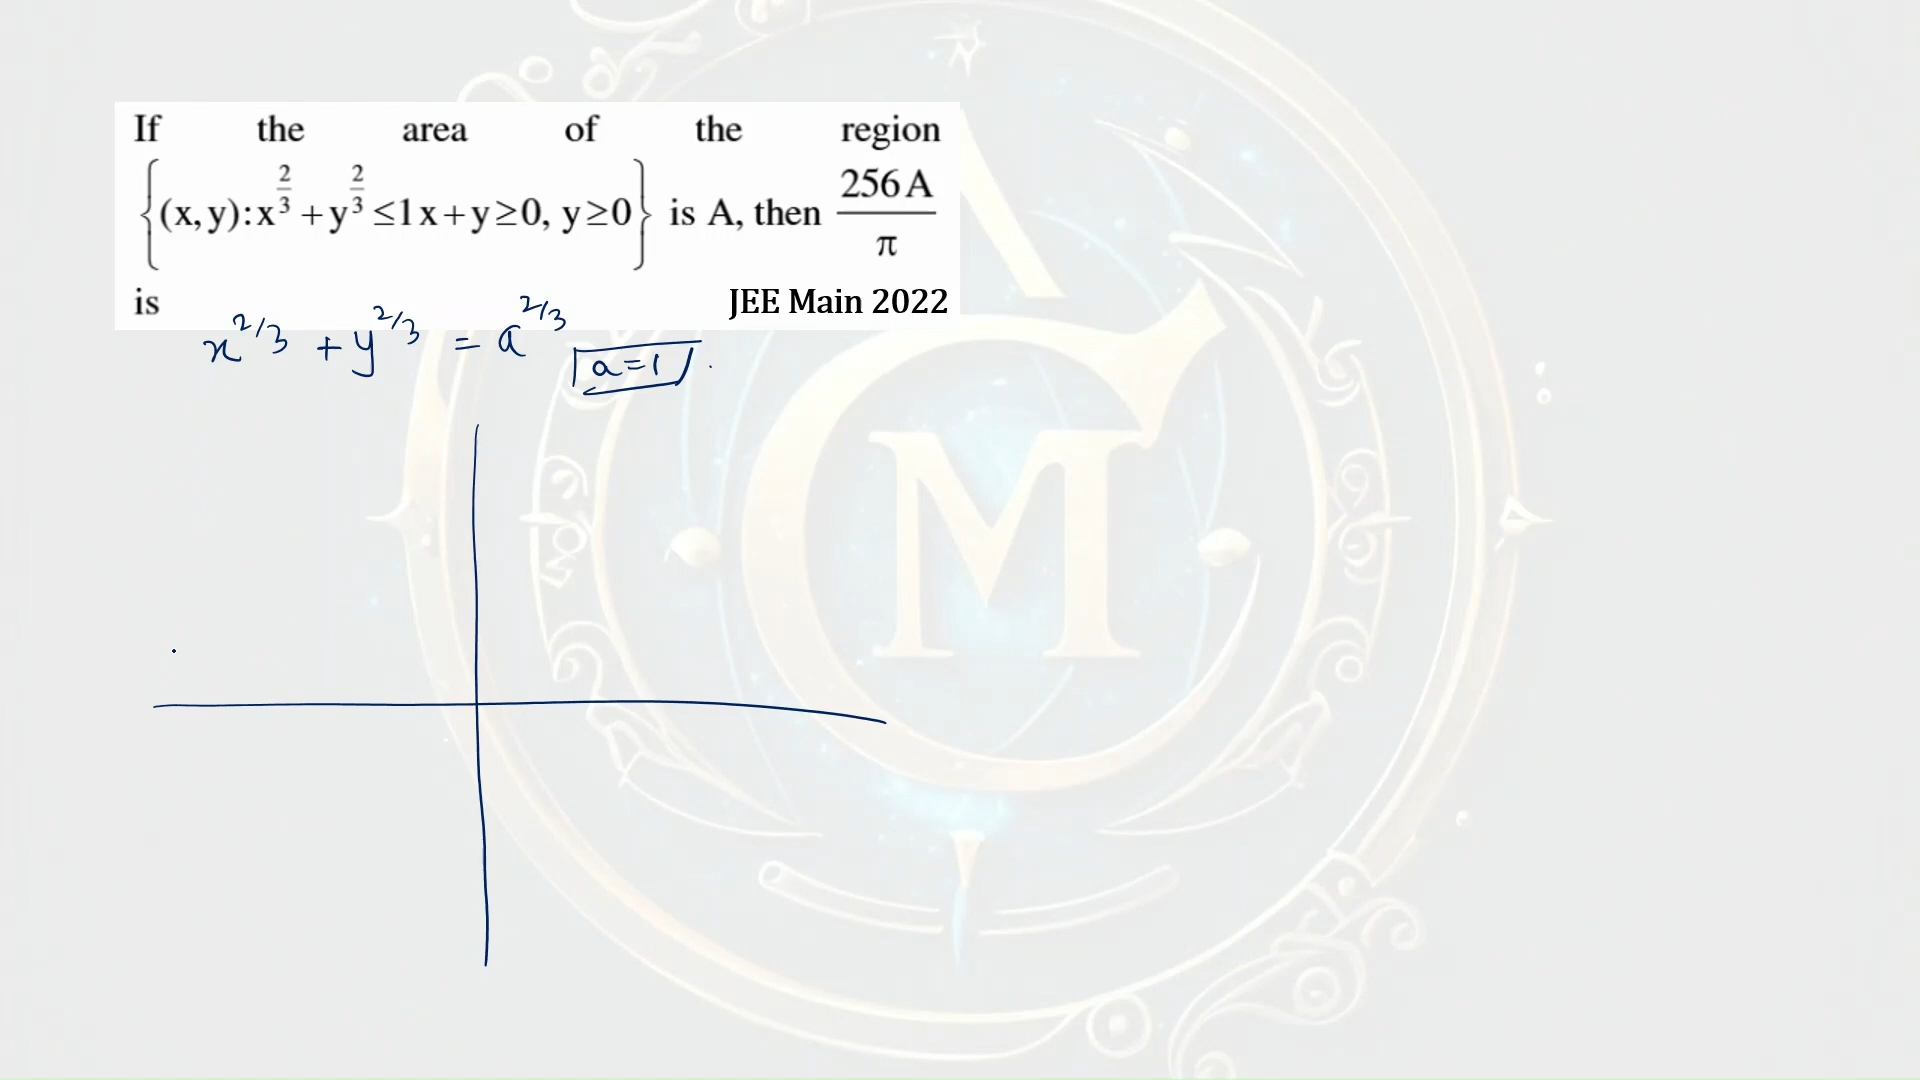 If the area of the region
{(x,y):x^{2/3}+y^{2/3}≤1x+y≥0, y≥0} is A, then 256A/π
is
JEE Main 2022
x^{2/3} + y^{2/3} = a^{2/3}
a=1
M